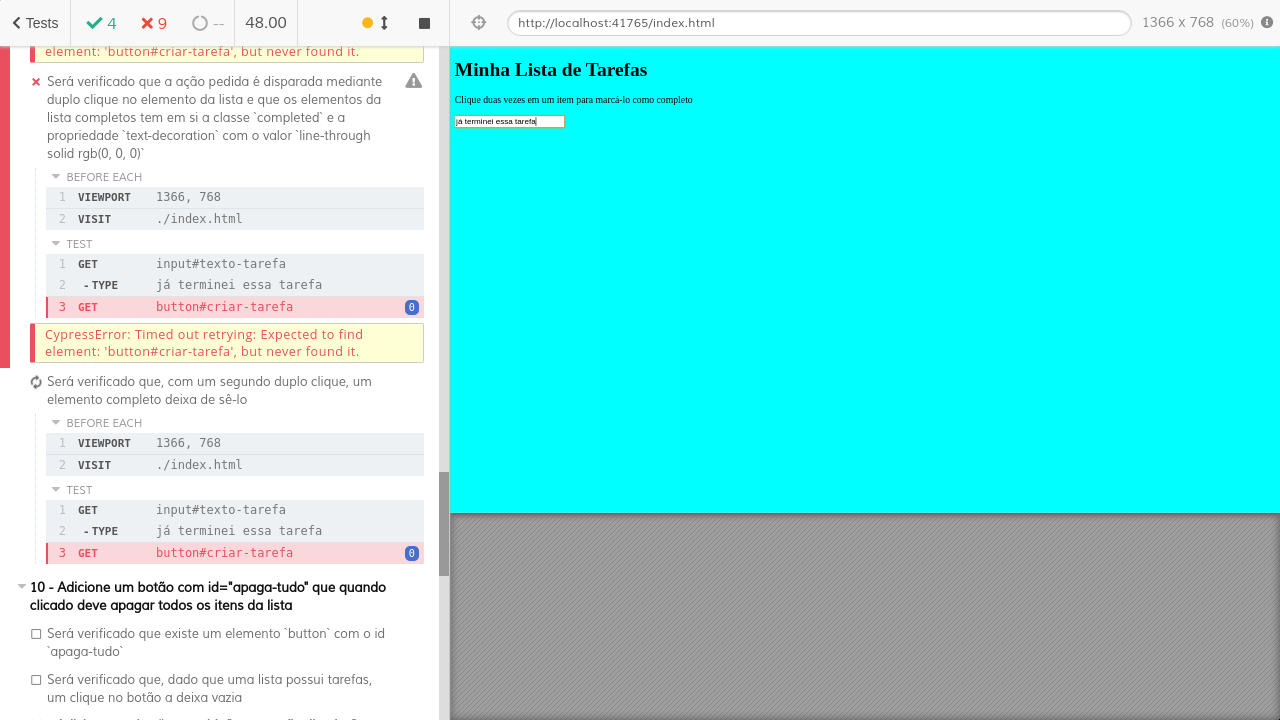 Tests
4
9
--
48.00
http://localhost:41765/index.html
1366 x 768 (60%)
element: 'button#criar-tarefa', but never found it.
Será verificado que a ação pedida é disparada mediante
duplo clique no elemento da lista e que os elementos da
lista completos tem em si a classe `completed` e a
propriedade `text-decoration` com o valor `line-through
solid rgb(0, 0, 0)`
BEFORE EACH
1 VIEWPORT 1366, 768
2 VISIT ./index.html
TEST
1 GET input#texto-tarefa
2 -TYPE já terminei essa tarefa
3 GET button#criar-tarefa 0
CypressError: Timed out retrying: Expected to find
element: 'button#criar-tarefa', but never found it.
Será verificado que, com um segundo duplo clique, um
elemento completo deixa de sê-lo
BEFORE EACH
1 VIEWPORT 1366, 768
2 VISIT ./index.html
TEST
1 GET input#texto-tarefa
2 -TYPE já terminei essa tarefa
3 GET button#criar-tarefa 0
10 - Adicione um botão com id="apaga-tudo" que quando
clicado deve apagar todos os itens da lista
Será verificado que existe um elemento `button` com o id
`apaga-tudo`
Será verificado que, dado que uma lista possui tarefas,
um clique no botão a deixa vazia
Minha Lista de Tarefas
Clique duas vezes em um item para marcá-lo como completo
já terminei essa tarefa